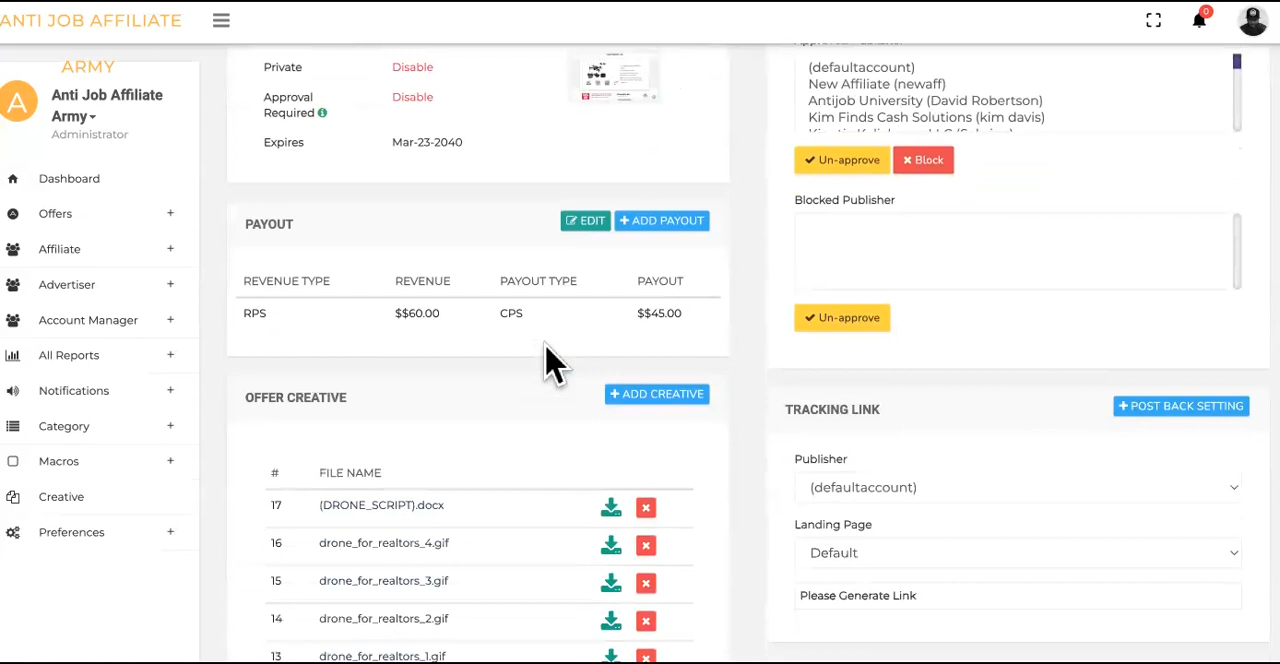 ANTI JOB AFFILIATE
0
ARMY
A
Anti Job Affiliate
Army
Administrator
Dashboard
Offers +
Affiliate +
Advertiser +
Account Manager +
All Reports +
Notifications +
Category +
Macros +
Creative
Preferences +
Private Disable
Approval Disable
Required
Expires Mar-23-2040
PAYOUT
EDIT
+ ADD PAYOUT
REVENUE TYPE REVENUE PAYOUT TYPE PAYOUT
RPS $$60.00 CPS $$45.00
OFFER CREATIVE
+ ADD CREATIVE
# FILE NAME
17 (DRONE_SCRIPT).docx
16 drone_for_realtors_4.gif
15 drone_for_realtors_3.gif
14 drone_for_realtors_2.gif
13 drone_for_realtors_1.gif
(defaultaccount)
New Affiliate (newaff)
Antijob University (David Robertson)
Kim Finds Cash Solutions (kim davis)
Un-approve
Block
Blocked Publisher
Un-approve
TRACKING LINK
+ POST BACK SETTING
Publisher
(defaultaccount)
Landing Page
Default
Please Generate Link